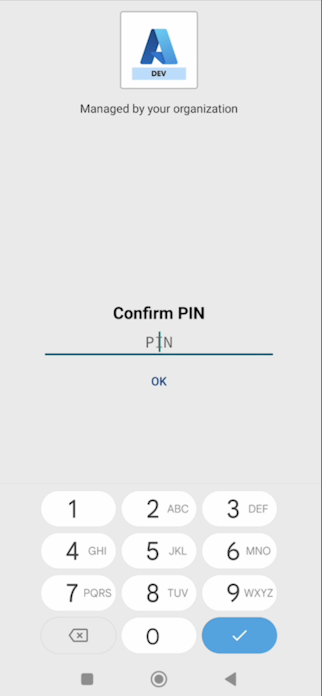 DEV
Managed by your organization
Confirm PIN
PIN
OK
1
2 ABC
3 DEF
4 GHI
5 JKL
6 MNO
7 PQRS
8 TUV
9 WXYZ
0